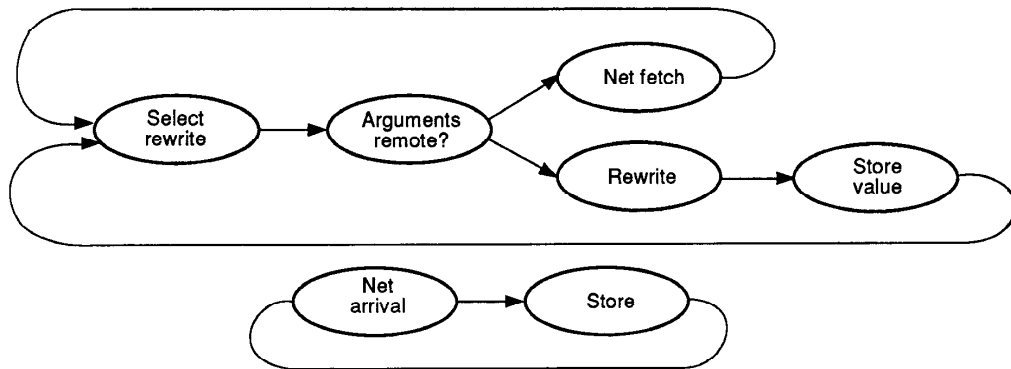 Net fetch
Select
rewrite
Arguments
remote?
Rewrite
Store
value
Net
arrival
Store